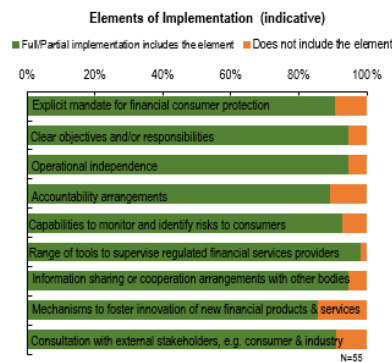 Elements of Implementation (indicative)
Full/Partial implementation includes the element Does not include the element
0% 20% 40% 60% 80% 100%
Explicit mandate for financial consumer protection
Clear objectives and/or responsibilities
Operational independence
Accountability arrangements
Capabilities to monitor and identify risks to consumers
Range of tools to supervise regulated financial services providers
Information sharing or cooperation arrangements with other bodies
Mechanisms to foster innovation of new financial products & services
Consultation with external stakeholders, e.g. consumer & industry
N=55